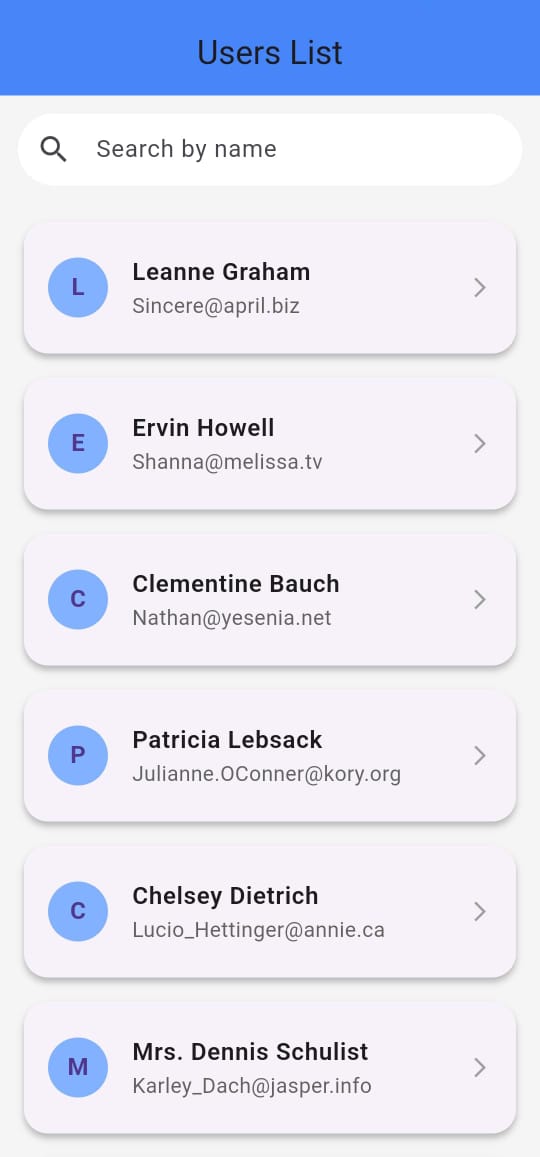 Users List
Search by name
L
Leanne Graham
Sincere@april.biz
E
Ervin Howell
Shanna@melissa.tv
C
Clementine Bauch
Nathan@yesenia.net
P
Patricia Lebsack
Julianne.OConner@kory.org
C
Chelsey Dietrich
Lucio_Hettinger@annie.ca
M
Mrs. Dennis Schulist
Karley_Dach@jasper.info